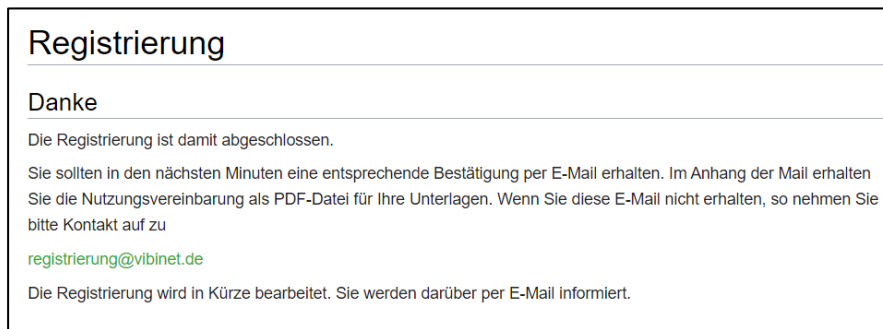 Registrierung
Danke
Die Registrierung ist damit abgeschlossen.
Sie sollten in den nächsten Minuten eine entsprechende Bestätigung per E-Mail erhalten. Im Anhang der Mail erhalten
Sie die Nutzungsvereinbarung als PDF-Datei für Ihre Unterlagen. Wenn Sie diese E-Mail nicht erhalten, so nehmen Sie
bitte Kontakt auf zu
registrierung@vibinet.de
Die Registrierung wird in Kürze bearbeitet. Sie werden darüber per E-Mail informiert.